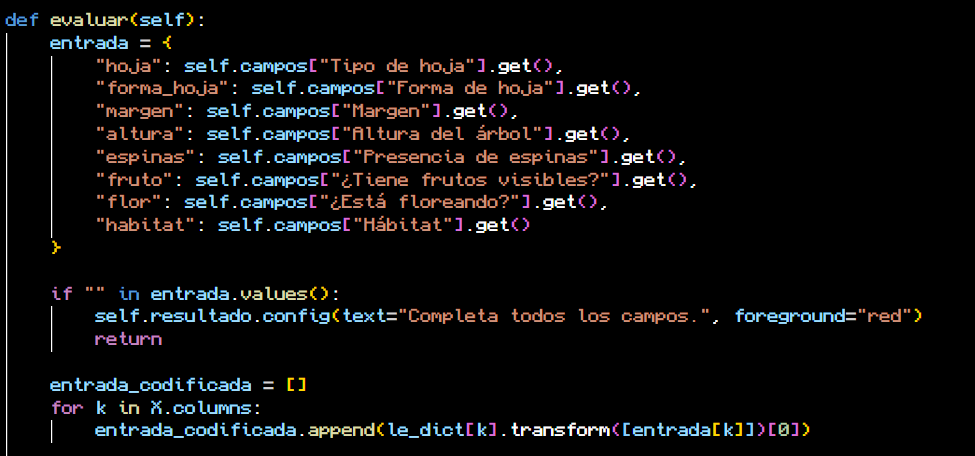 def evaluar(self):
    entrada = {
        "hoja": self.campos["Tipo de hoja"].get(),
        "forma_hoja": self.campos["Forma de hoja"].get(),
        "margen": self.campos["Margen"].get(),
        "altura": self.campos["Altura del árbol"].get(),
        "espinas": self.campos["Presencia de espinas"].get(),
        "fruto": self.campos["¿Tiene frutos visibles?"].get(),
        "flor": self.campos["¿Está floreando?"].get(),
        "habitat": self.campos["Hábitat"].get()
    }
    if "" in entrada.values():
        self.resultado.config(text="Completa todos los campos.", foreground="red")
        return
    entrada_codificada = []
    for k in X.columns:
        entrada_codificada.append(le_dict[k].transform([entrada[k]])[0])